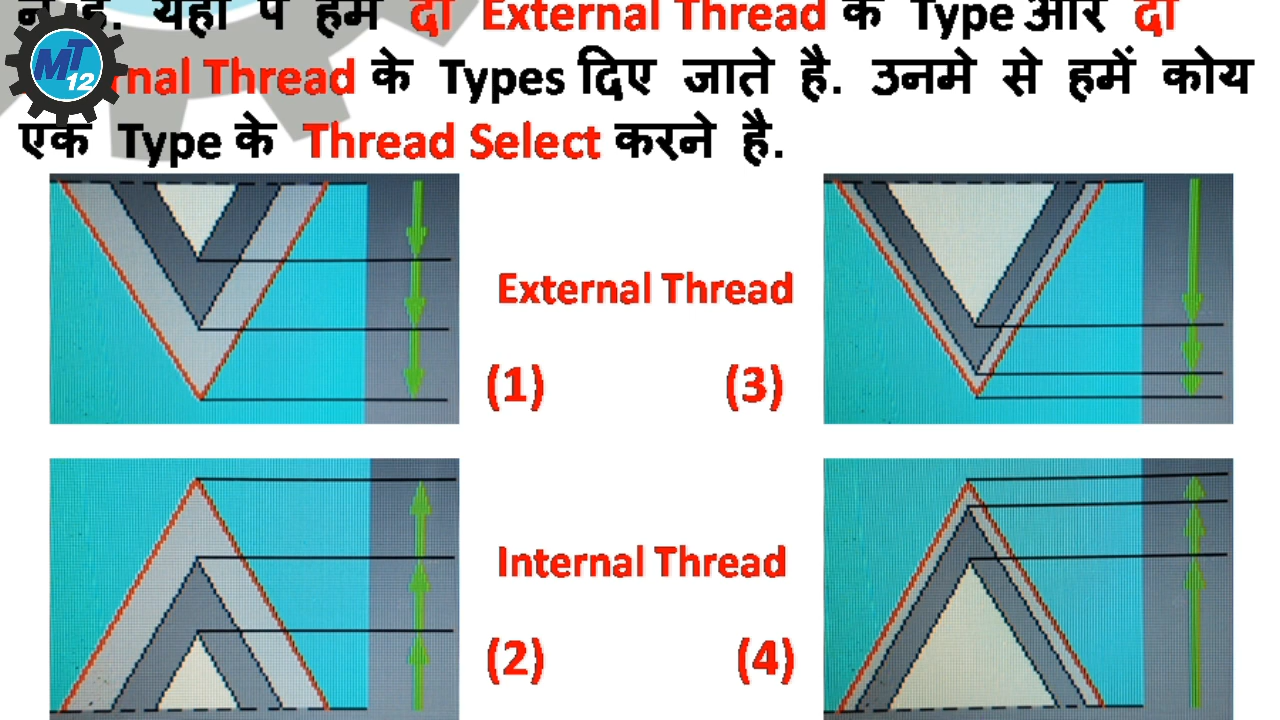 यहाँ प हमे दो External Thread के Type और दो
rnal Thread के Types दिए जाते है. उनमे से हमें कोय
एक Type के Thread Select करने है.
External Thread
(1) (3)
Internal Thread
(2) (4)
MT
12